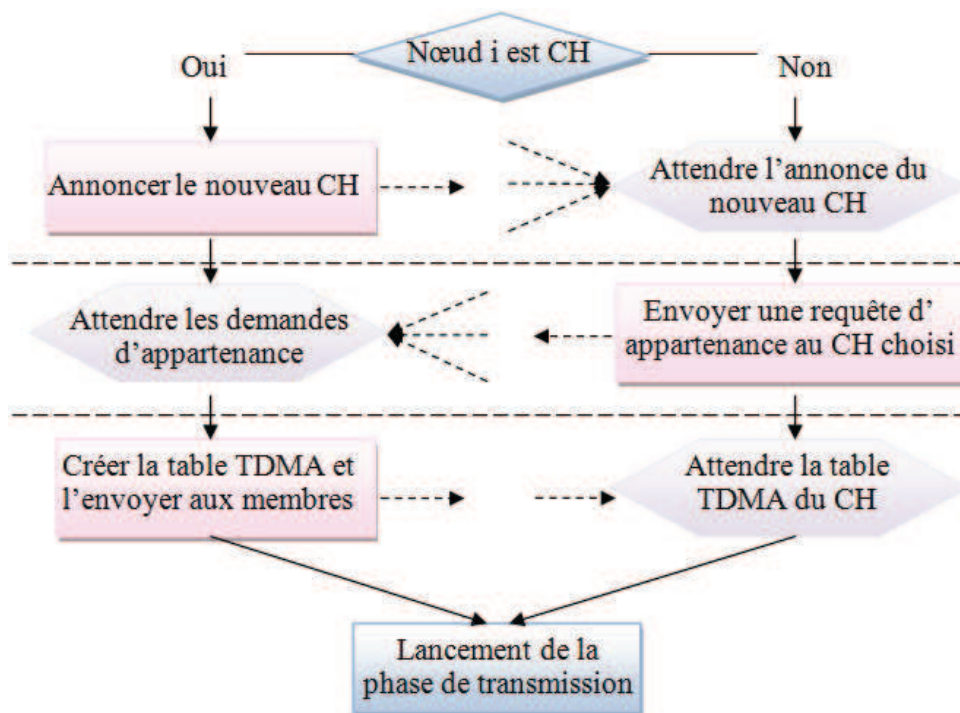 Nœud i est CH
Oui
Non
Annoncer le nouveau CH
Attendre l'annonce du
nouveau CH
Attendre les demandes
d'appartenance
Envoyer une requête d'
appartenance au CH choisi
Créer la table TDMA et
l'envoyer aux membres
Attendre la table
TDMA du CH
Lancement de la
phase de transmission